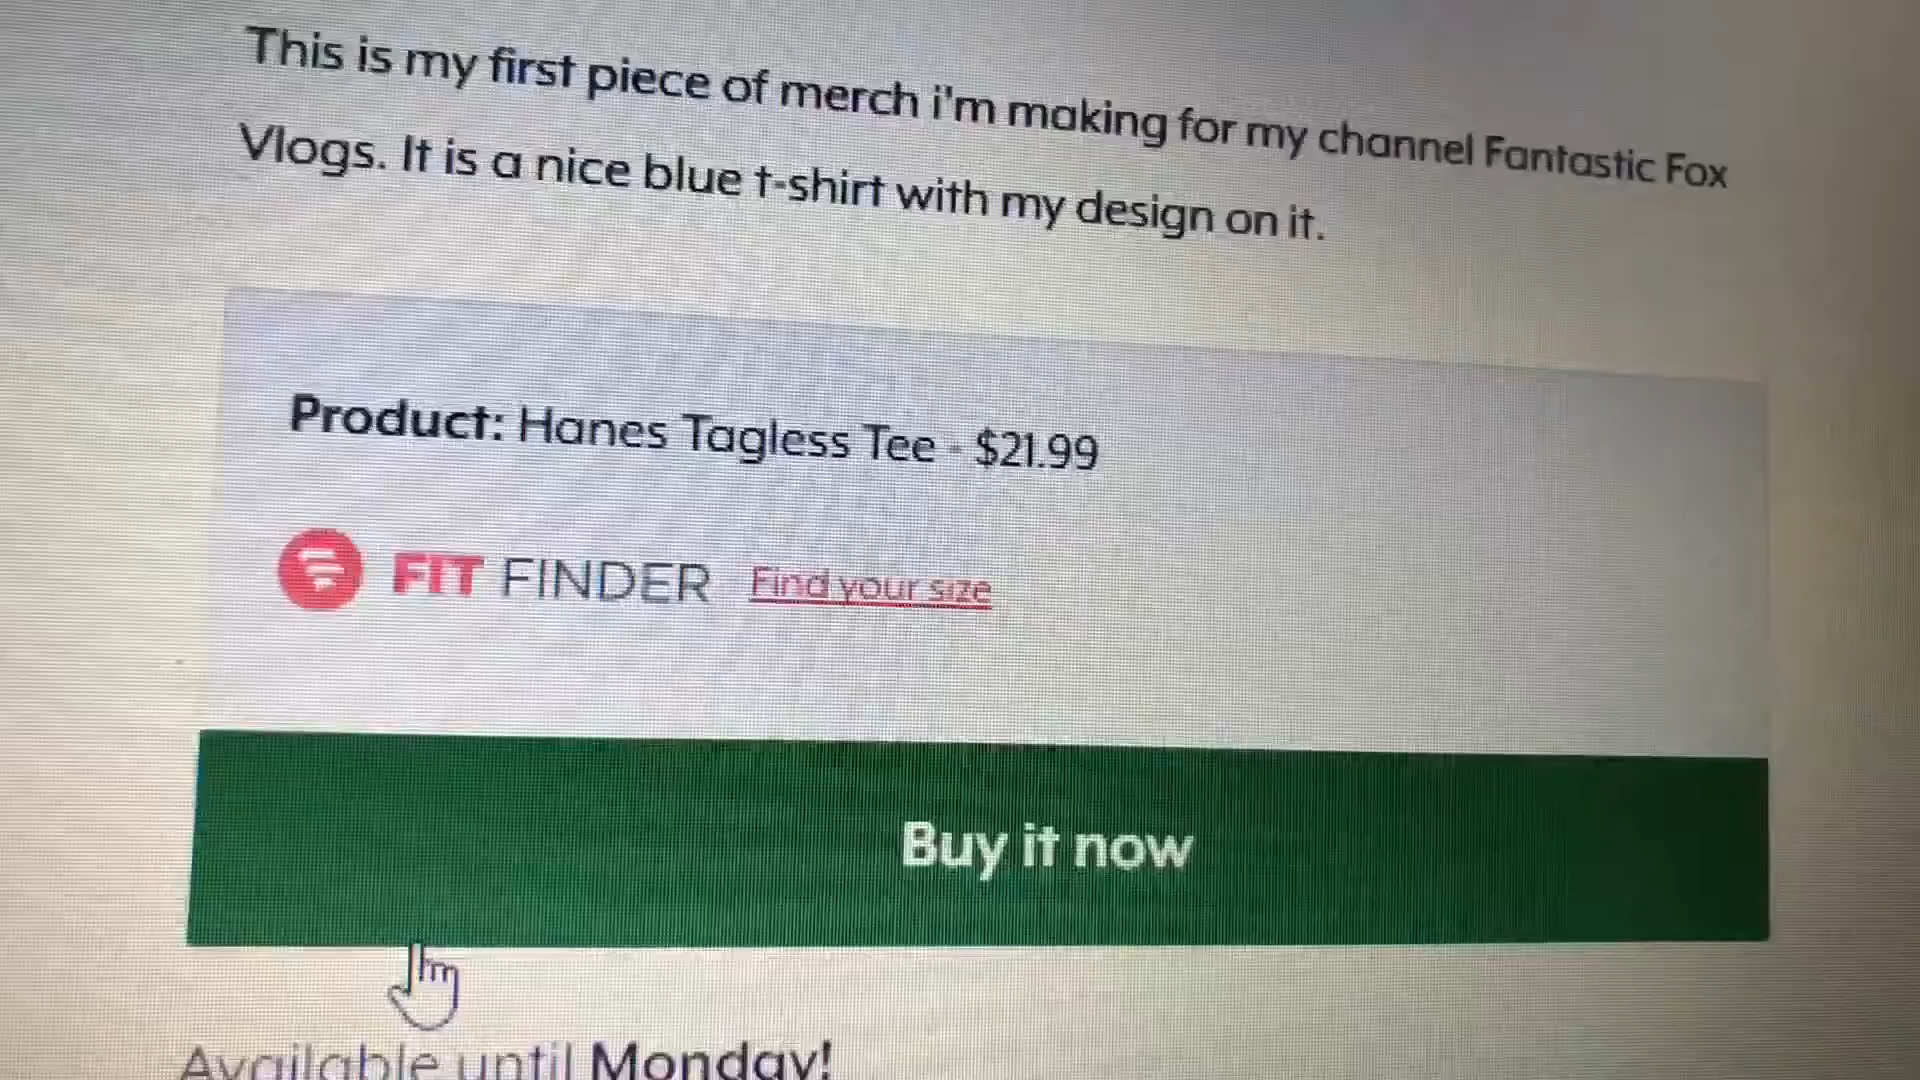 This is my first piece of merch i'm making for my channel Fantastic Fox
Vlogs. It is a nice blue t-shirt with my design on it.
Product: Hanes Tagless Tee - $21.99
FIT FINDER Find your size
Buy it now
Available until Monday!